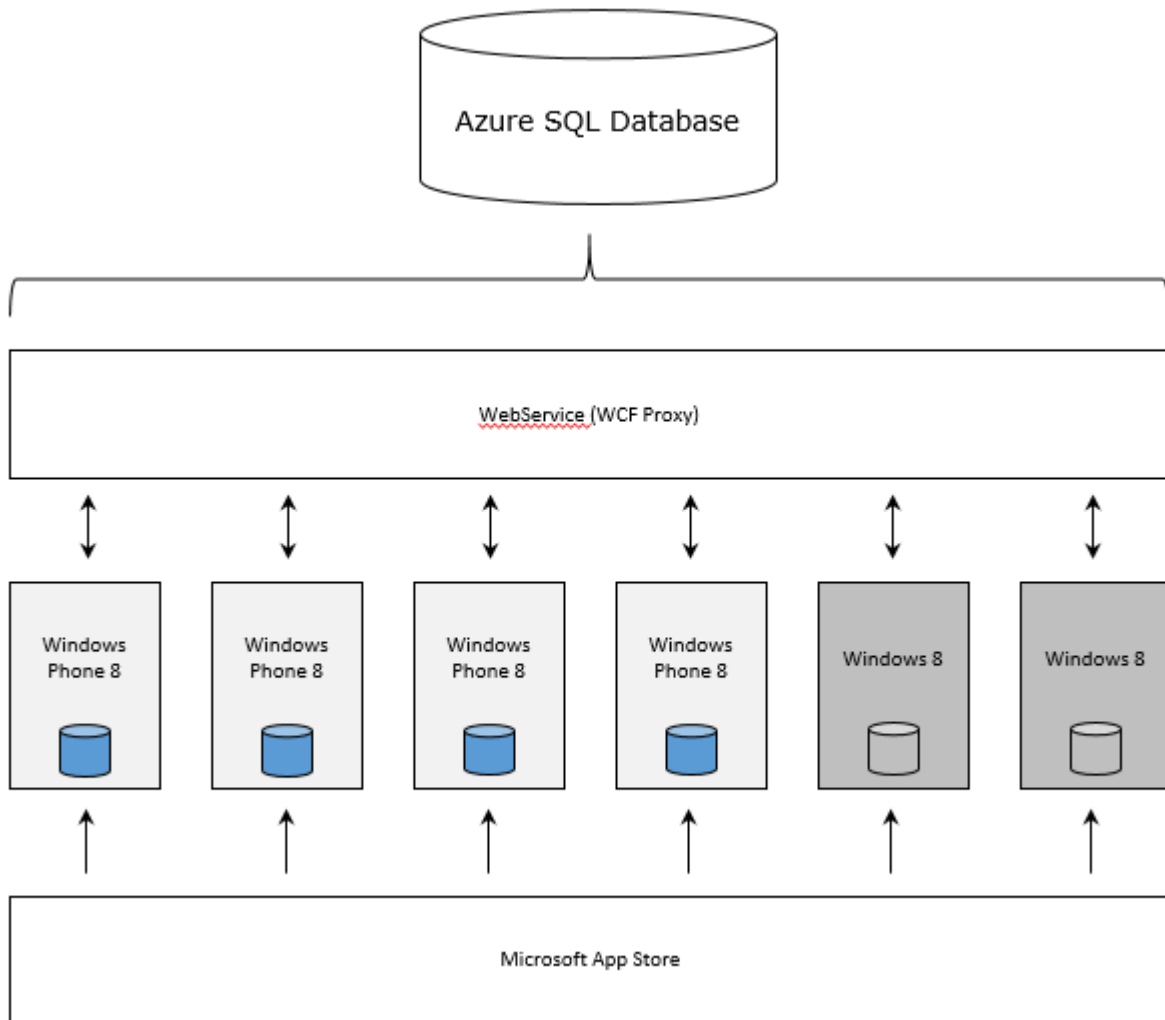 Azure SQL Database
WebService (WCF Proxy)
Windows
Phone 8
Windows
Phone 8
Windows
Phone 8
Windows
Phone 8
Windows 8
Windows 8
Microsoft App Store